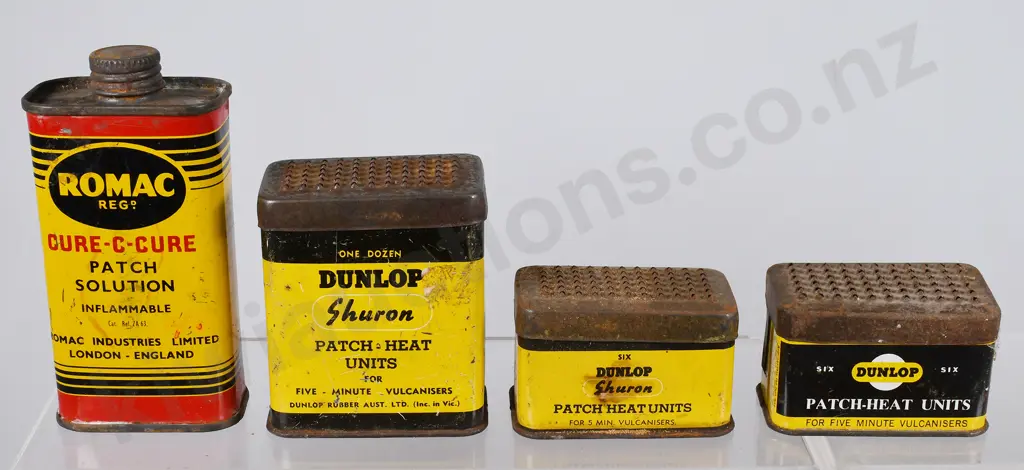 ROMAC
REGD
CURE-C-CURE
PATCH
SOLUTION
INFLAMMABLE
ROMAC INDUSTRIES LIMITED
LONDON - ENGLAND
ONE DOZEN
DUNLOP
Shuron
PATCH-HEAT
UNITS
FOR
FIVE - MINUTE VULCANISERS
DUNLOP RUBBER AUST. LTD. (Inc. in Vic.)
SIX
DUNLOP
Shuron
PATCH HEAT UNITS
FOR 5 MIN. VULCANISERS.
SIX DUNLOP SIX
PATCH-HEAT UNITS
FOR FIVE MINUTE VULCANISERS